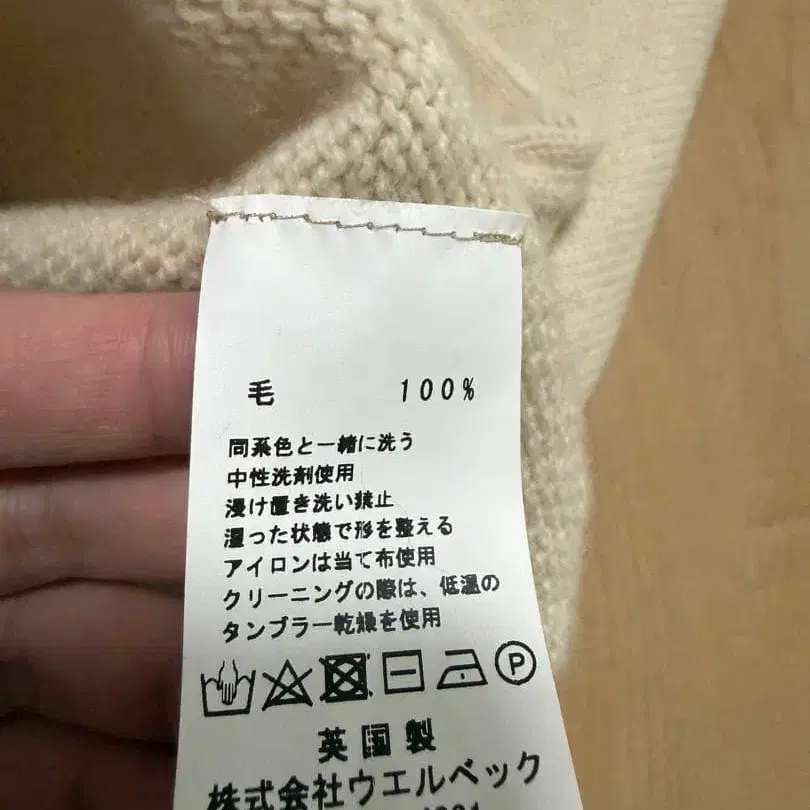 毛 100%
同系色と一緒に洗う
中性洗剤使用
浸け置き洗い禁止
湿った状態で形を整える
アイロンは当て布使用
クリーニングの際は、低温の
タンブラー乾燥を使用
P
英国製
株式会社ウエルベック